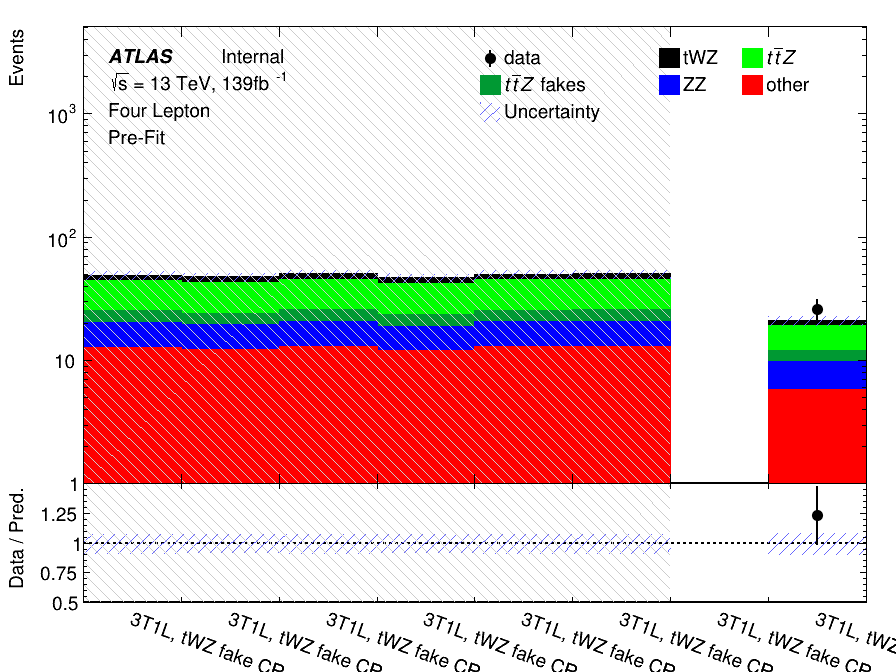 Events
ATLAS Internal
√s = 13 TeV, 139fb⁻¹
Four Lepton
Pre-Fit
data
tt̄Z fakes
Uncertainty
tWZ
tt̄Z
ZZ
other
10³
10²
10
1
Data / Pred.
1.25
1
0.75
0.5
3T1L, tWZ fake CR
3T1L, tWZ fake CR
3T1L, tWZ fake CR
3T1L, tWZ fake CR
3T1L, tWZ fake CR
3T1L, tWZ fake CR
3T1L, tWZ
3T1L, tWZ